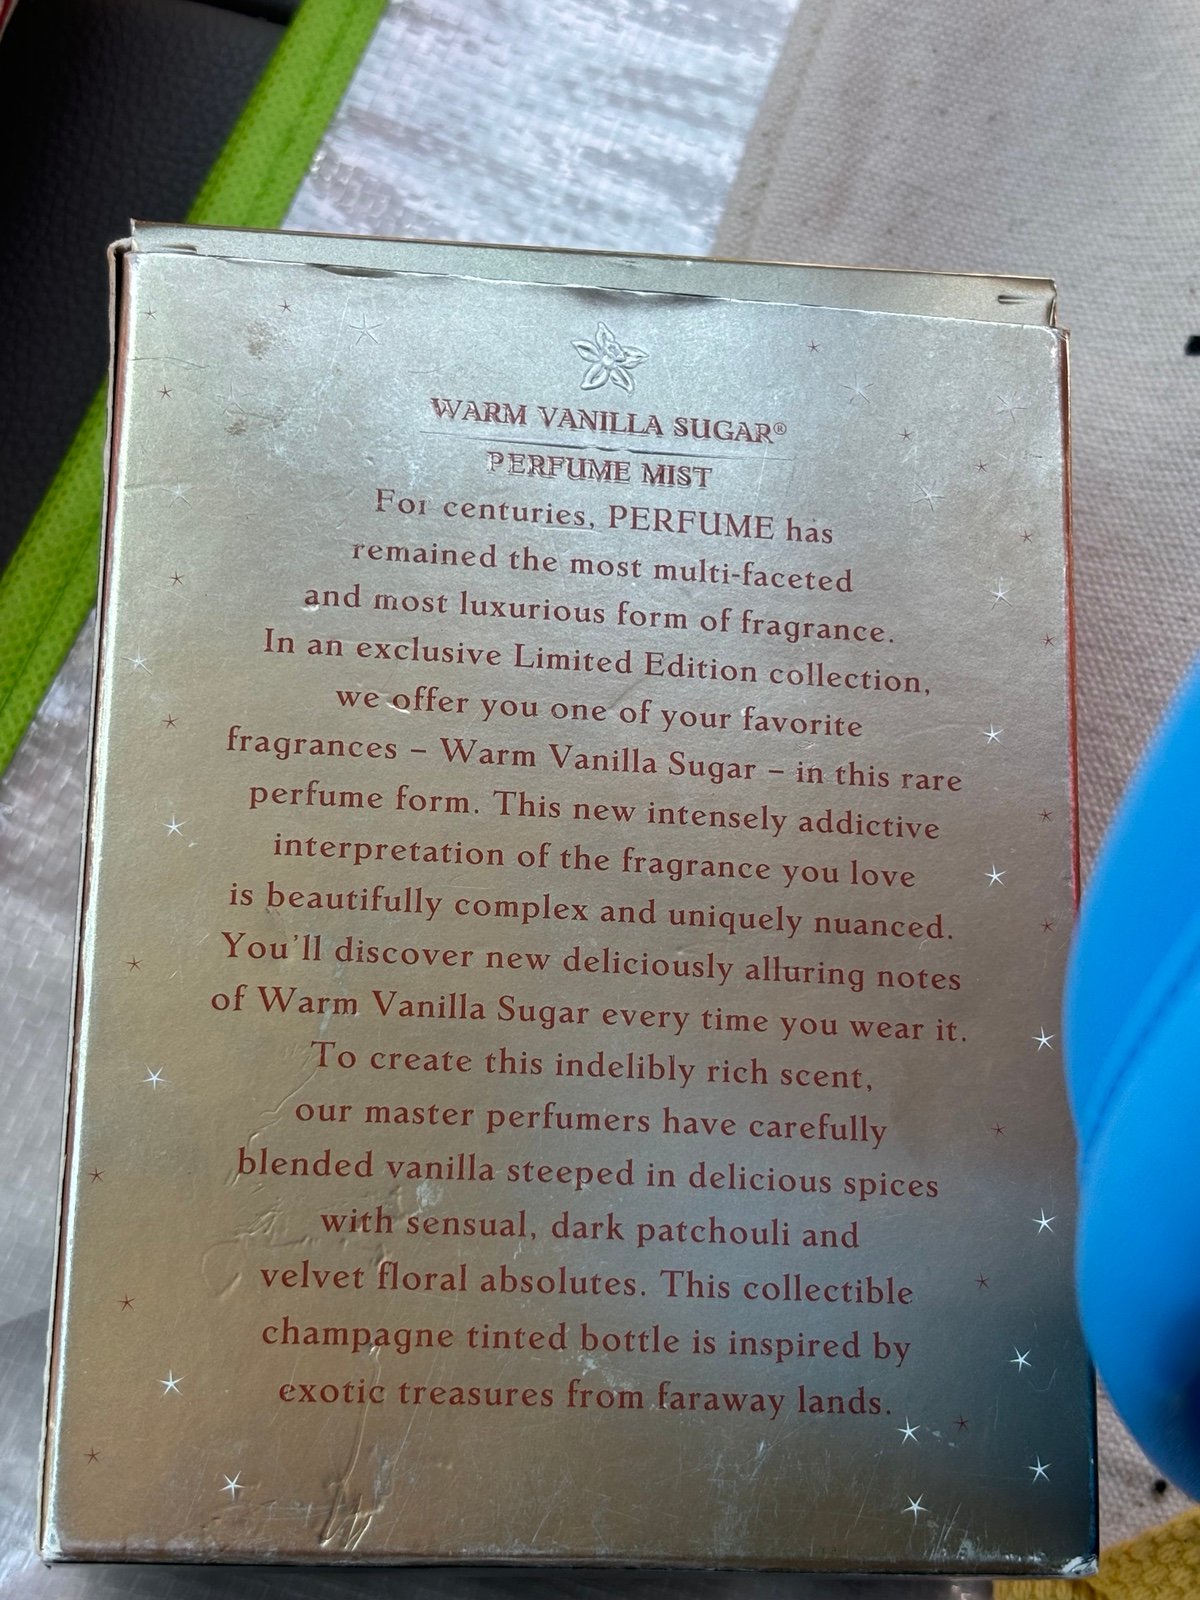 WARM VANILLA SUGAR®
PERFUME MIST
For centuries, PERFUME has
remained the most multi-faceted
and most luxurious form of fragrance.
In an exclusive Limited Edition collection,
we offer you one of your favorite
fragrances – Warm Vanilla Sugar – in this rare
perfume form. This new intensely addictive
interpretation of the fragrance you love
is beautifully complex and uniquely nuanced.
You'll discover new deliciously alluring notes
of Warm Vanilla Sugar every time you wear it.
To create this indelibly rich scent,
our master perfumers have carefully
blended vanilla steeped in delicious spices
with sensual, dark patchouli and
velvet floral absolutes. This collectible
champagne tinted bottle is inspired by
exotic treasures from faraway lands.